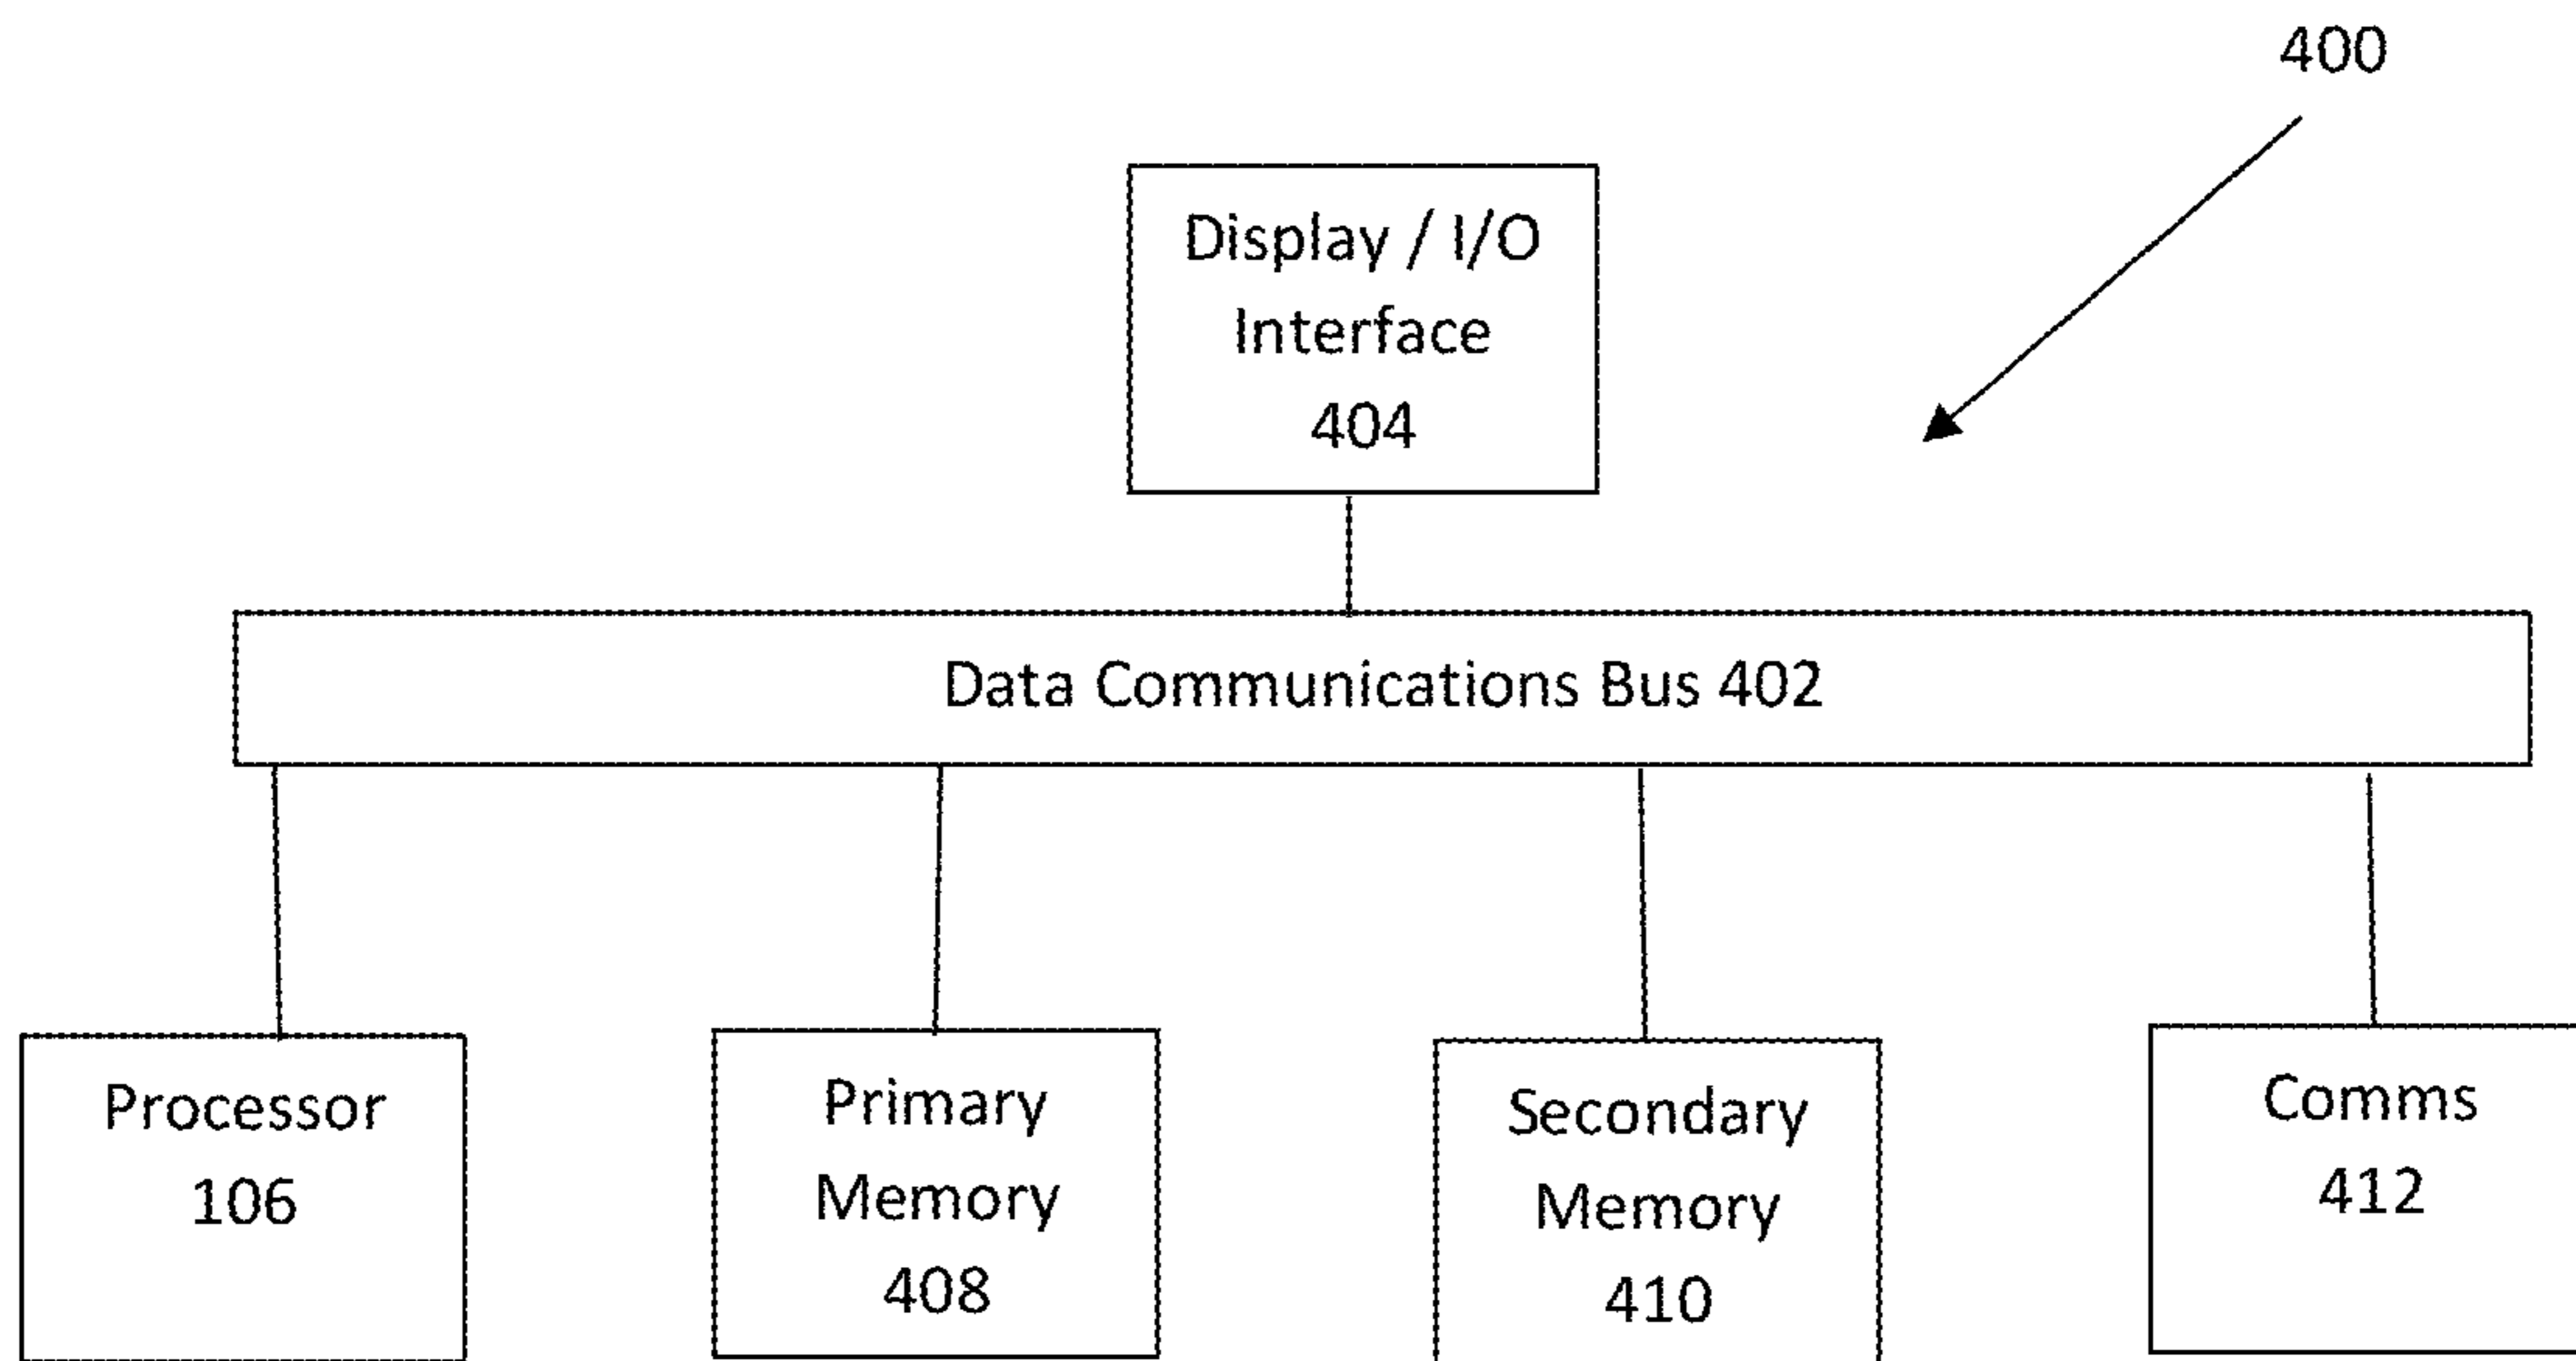 400
Display / I/O
Interface
404
Data Communications Bus 402
Processor
106
Primary
Memory
408
Secondary
Memory
410
Comms
412